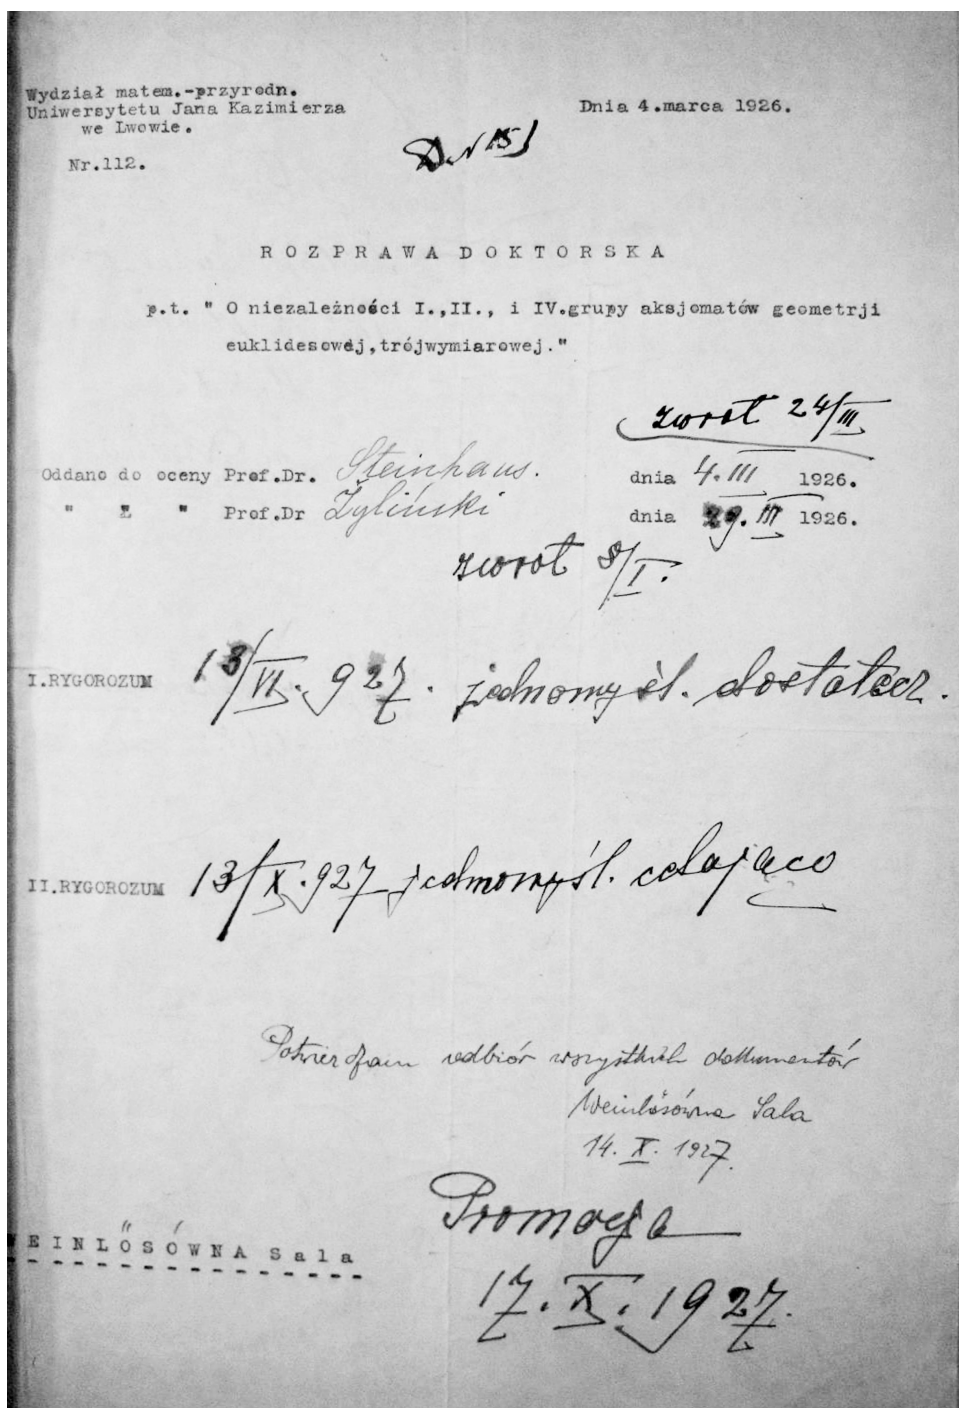 Wydział matem.-przyrodn.
Uniwersytetu Jana Kazimierza
we Lwowie.
Dnia 4.marca 1926.
Nr.112.
ROZPRAWA DOKTORSKA
p.t. " O niezależności I.,II., i IV.grupy aksjomatów geometrji
euklidesowej,trójwymiarowej."
zwrot 24/III
Oddano do oceny Prof.Dr. Steinhaus. dnia 4.III 1926.
" " Prof.Dr Żyliński dnia 29.III 1926.
zwrot 8/I.
I.RYGOROZUM 13/VI.927. jednomyśl. dostatecz.
II.RYGOROZUM 13/X.927 jednomyśl. celująco
Potwierdzam odbiór wszystkich dokumentów
Weinlösówna Sala
14.X.1927.
Promocja
WEINLÖSÓWNA Sala
17.X.1927.